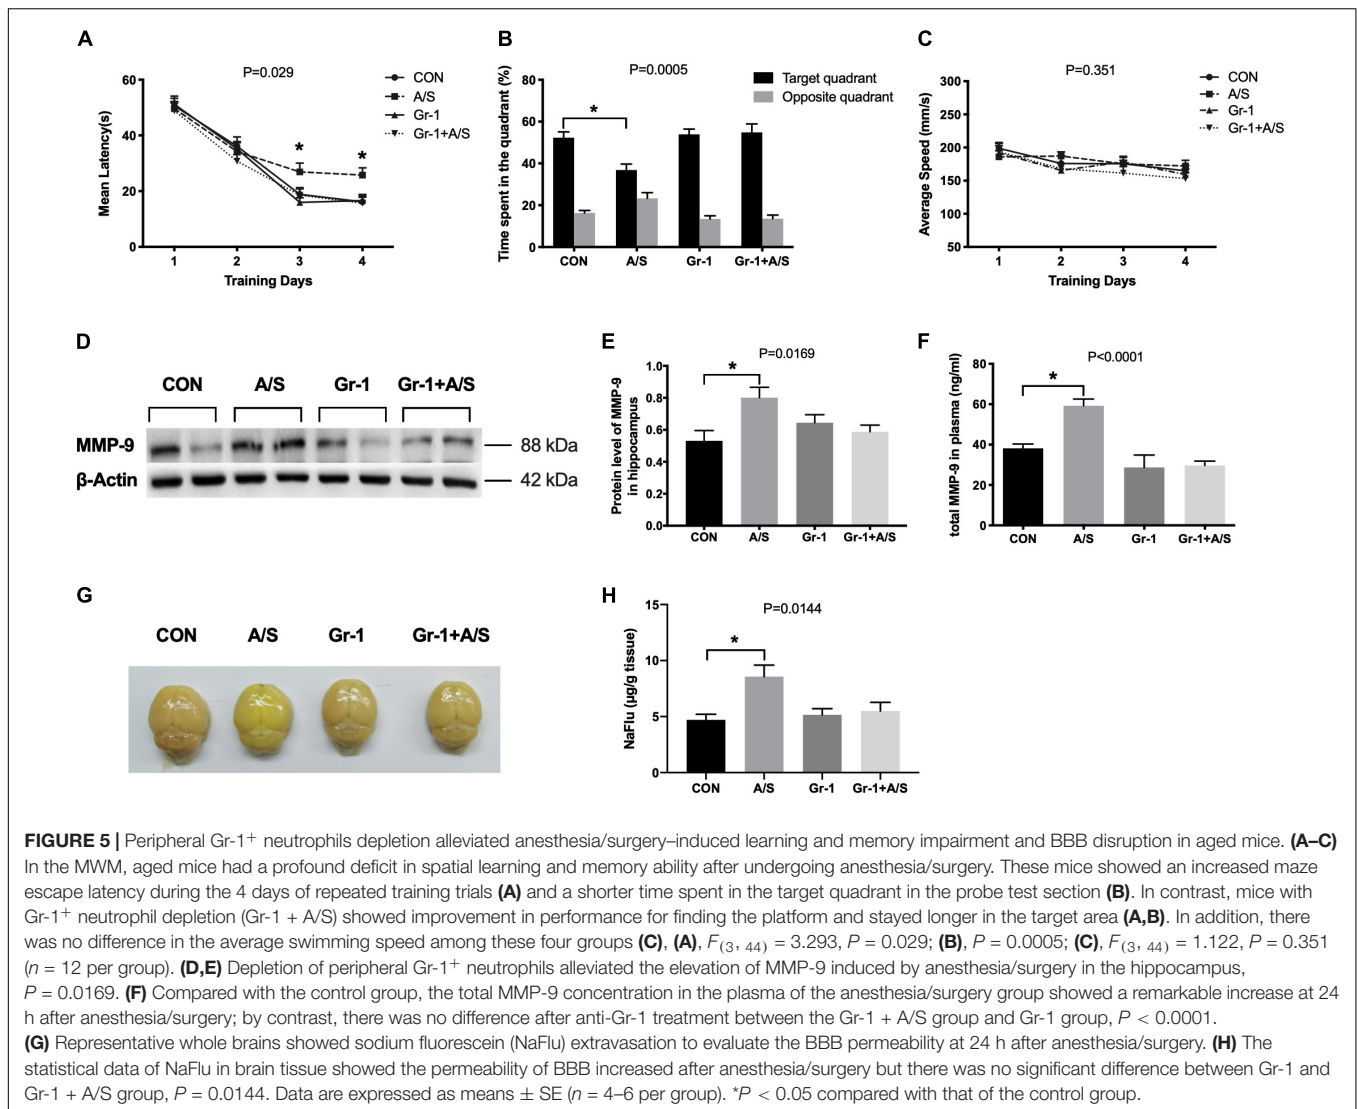 A
P=0.029
Mean Latency(s)
60
40
20
0
*
*
CON
A/S
Gr-1
Gr-1+A/S
1 2 3 4
Training Days
B
P=0.0005
Time spent in the quadrant (%)
80
60
40
20
0
*
Target quadrant
Opposite quadrant
CON A/S Gr-1 Gr-1+A/S
C
P=0.351
Average Speed (mm/s)
300
250
200
150
100
50
CON
A/S
Gr-1
Gr-1+A/S
1 2 3 4
Training Days
D
CON A/S Gr-1 Gr-1+A/S
MMP-9 88 kDa
β-Actin 42 kDa
E
P=0.0169
Protein level of MMP-9
in hippocampus
1.0
0.8
0.6
0.4
0.2
0.0
*
CON A/S Gr-1 Gr-1+A/S
F
P<0.0001
total MMP-9 in plasma (ng/ml)
80
60
40
20
0
*
CON A/S Gr-1 Gr-1+A/S
G
CON A/S Gr-1 Gr-1+A/S
H
P=0.0144
NaFlu (μg/g tissue)
15
10
5
0
*
CON A/S Gr-1 Gr-1+A/S
FIGURE 5 | Peripheral Gr-1⁺ neutrophils depletion alleviated anesthesia/surgery–induced learning and memory impairment and BBB disruption in aged mice. (A–C)
In the MWM, aged mice had a profound deficit in spatial learning and memory ability after undergoing anesthesia/surgery. These mice showed an increased maze
escape latency during the 4 days of repeated training trials (A) and a shorter time spent in the target quadrant in the probe test section (B). In contrast, mice with
Gr-1⁺ neutrophil depletion (Gr-1 + A/S) showed improvement in performance for finding the platform and stayed longer in the target area (A,B). In addition, there
was no difference in the average swimming speed among these four groups (C), (A), F(3, 44) = 3.293, P = 0.029; (B), P = 0.0005; (C), F(3, 44) = 1.122, P = 0.351
(n = 12 per group). (D,E) Depletion of peripheral Gr-1⁺ neutrophils alleviated the elevation of MMP-9 induced by anesthesia/surgery in the hippocampus,
P = 0.0169. (F) Compared with the control group, the total MMP-9 concentration in the plasma of the anesthesia/surgery group showed a remarkable increase at 24
h after anesthesia/surgery; by contrast, there was no difference after anti-Gr-1 treatment between the Gr-1 + A/S group and Gr-1 group, P < 0.0001.
(G) Representative whole brains showed sodium fluorescein (NaFlu) extravasation to evaluate the BBB permeability at 24 h after anesthesia/surgery. (H) The
statistical data of NaFlu in brain tissue showed the permeability of BBB increased after anesthesia/surgery but there was no significant difference between Gr-1 and
Gr-1 + A/S group, P = 0.0144. Data are expressed as means ± SE (n = 4–6 per group). *P < 0.05 compared with that of the control group.